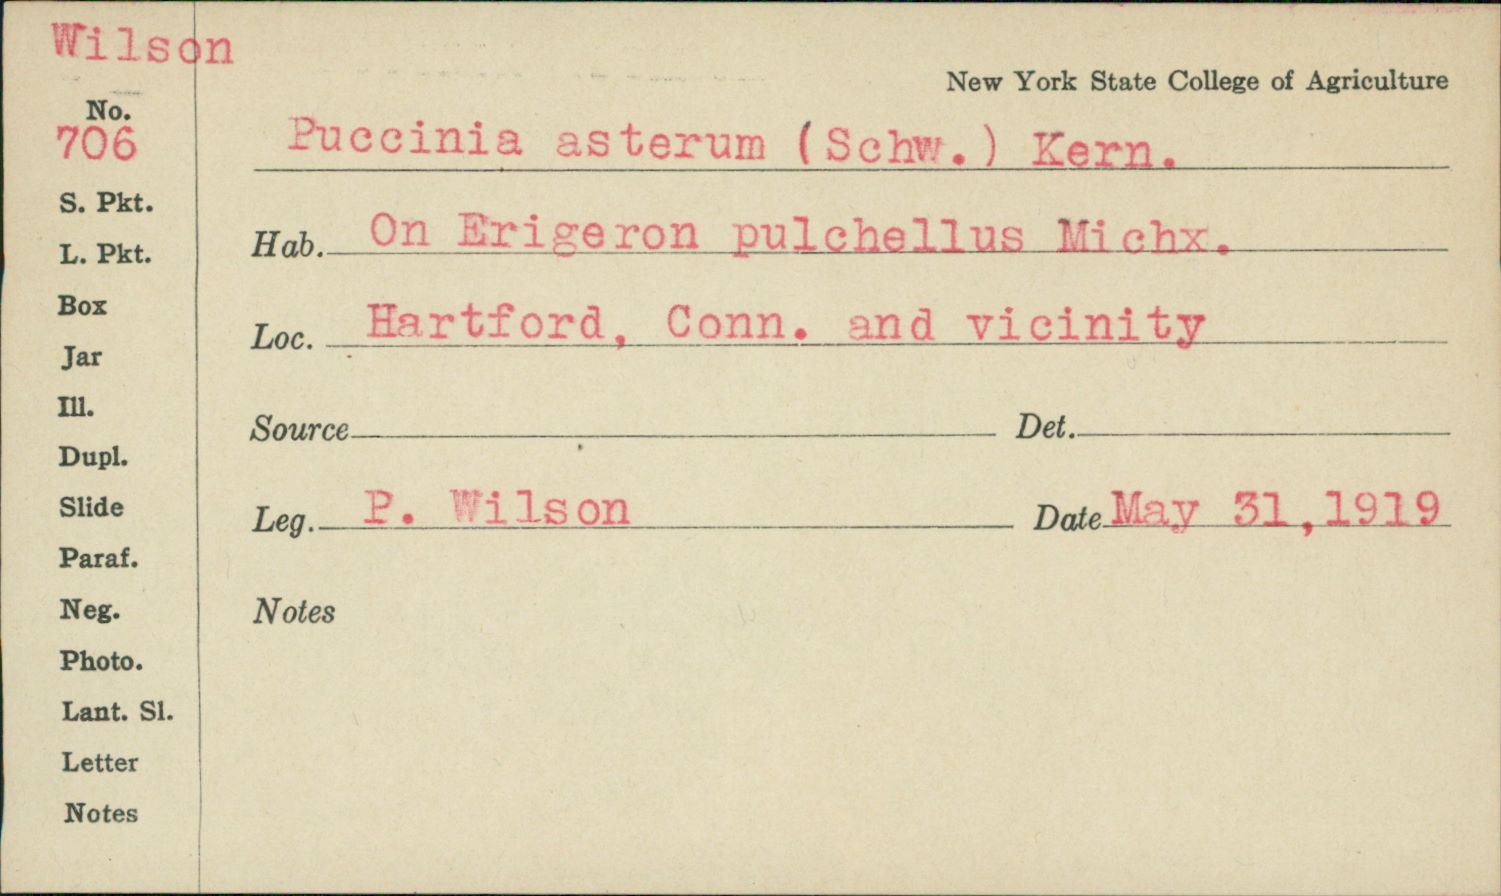 Wilson
New York State College of Agriculture
No.
706
Puccinia asterum (Schw.) Kern.
S. Pkt.
Hab. On Erigeron pulchellus Michx.
L. Pkt.
Box
Loc. Hartford, Conn. and vicinity
Jar
Ill.
Source Det.
Dupl.
Slide
Leg. P. Wilson Date May 31,1919
Paraf.
Neg.
Notes
Photo.
Lant. Sl.
Letter
Notes